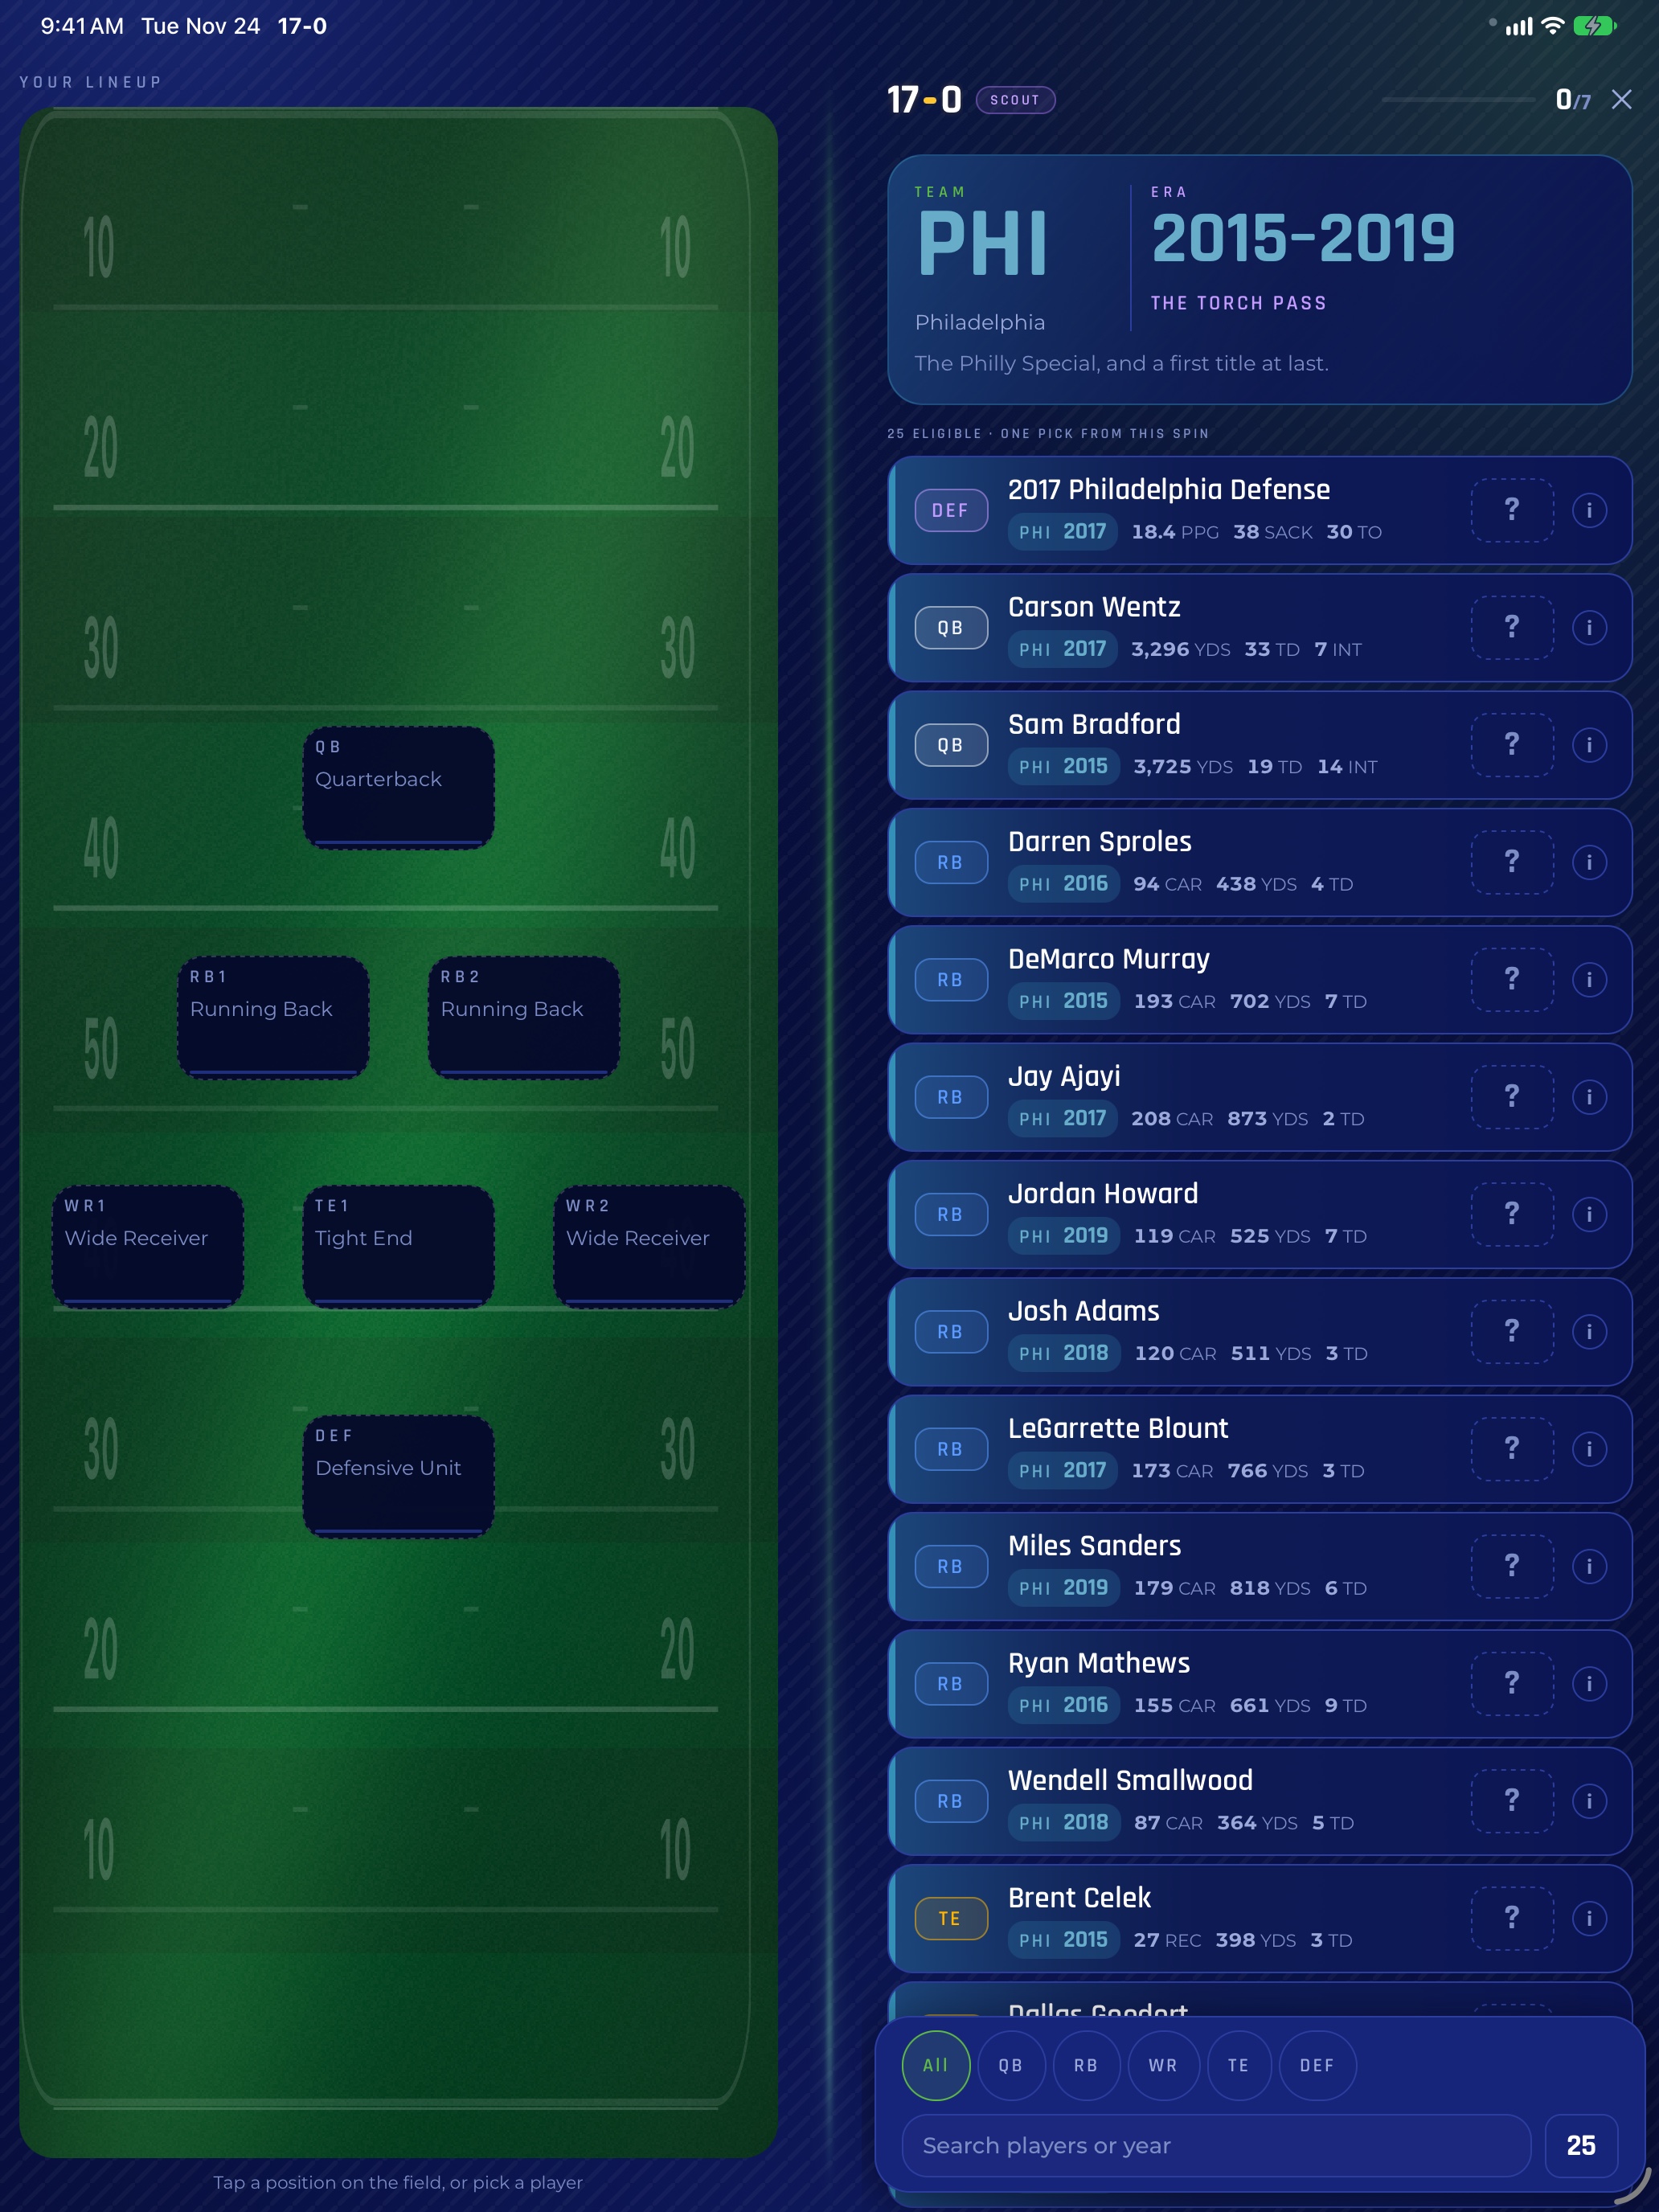 9:41 AM Tue Nov 24 17-0
YOUR LINEUP
10 10
20 20
30 30
QB
Quarterback
40 40
RB1
Running Back
RB2
Running Back
50 50
WR1
Wide Receiver
TE1
Tight End
WR2
Wide Receiver
DEF
Defensive Unit
30 30
20 20
10 10
Tap a position on the field, or pick a player
17-0 SCOUT 0/7
TEAM
PHI
Philadelphia
ERA
2015–2019
THE TORCH PASS
The Philly Special, and a first title at last.
25 ELIGIBLE · ONE PICK FROM THIS SPIN
DEF 2017 Philadelphia Defense ? i
PHI 2017 18.4 PPG 38 SACK 30 TO
QB Carson Wentz ? i
PHI 2017 3,296 YDS 33 TD 7 INT
QB Sam Bradford ? i
PHI 2015 3,725 YDS 19 TD 14 INT
RB Darren Sproles ? i
PHI 2016 94 CAR 438 YDS 4 TD
RB DeMarco Murray ? i
PHI 2015 193 CAR 702 YDS 7 TD
RB Jay Ajayi ? i
PHI 2017 208 CAR 873 YDS 2 TD
RB Jordan Howard ? i
PHI 2019 119 CAR 525 YDS 7 TD
RB Josh Adams ? i
PHI 2018 120 CAR 511 YDS 3 TD
RB LeGarrette Blount ? i
PHI 2017 173 CAR 766 YDS 3 TD
RB Miles Sanders ? i
PHI 2019 179 CAR 818 YDS 6 TD
RB Ryan Mathews ? i
PHI 2016 155 CAR 661 YDS 9 TD
RB Wendell Smallwood ? i
PHI 2018 87 CAR 364 YDS 5 TD
TE Brent Celek ? i
PHI 2015 27 REC 398 YDS 3 TD
Dallas Goedert
All QB RB WR TE DEF
Search players or year 25